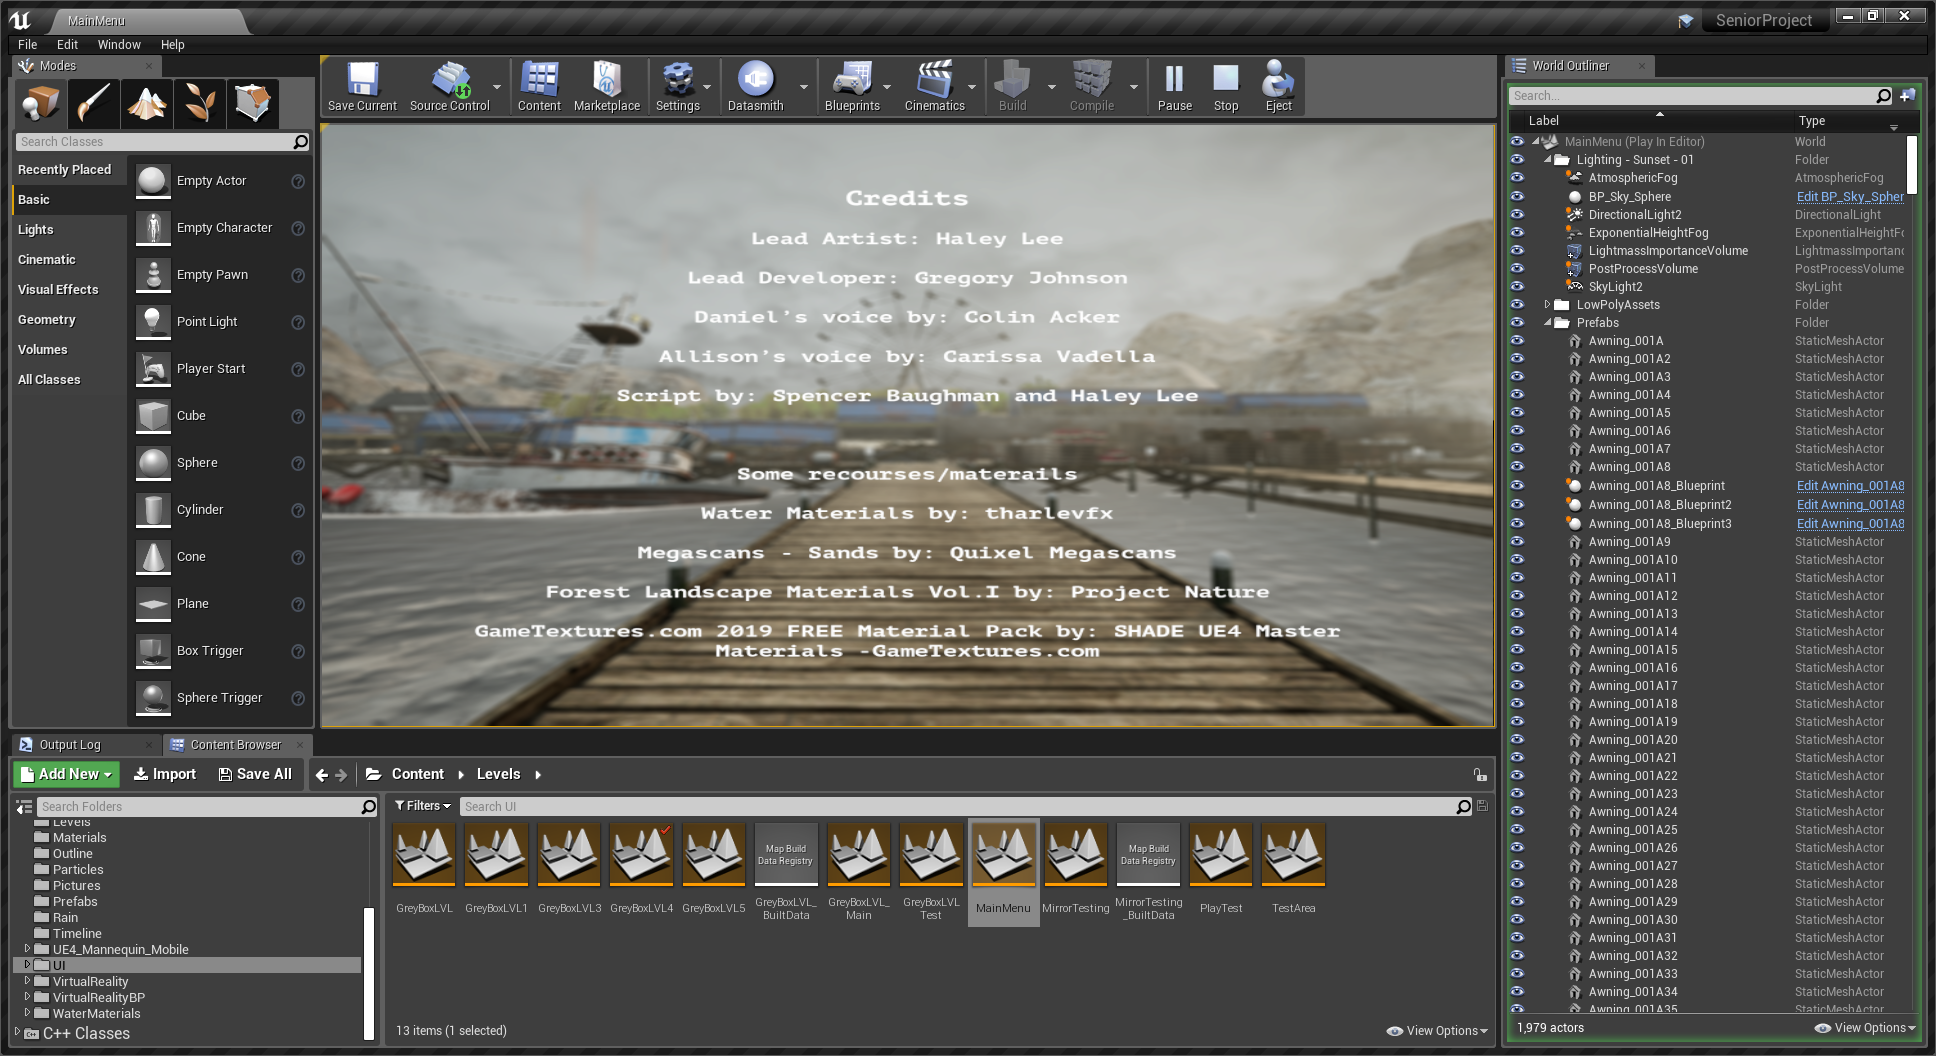 MainMenu
SeniorProject
File Edit Window Help
Modes
Search Classes
Recently Placed
Basic
Lights
Cinematic
Visual Effects
Geometry
Volumes
All Classes
Empty Actor
Empty Character
Empty Pawn
Point Light
Player Start
Cube
Sphere
Cylinder
Cone
Plane
Box Trigger
Sphere Trigger
Save Current Source Control Content Marketplace Settings Datasmith Blueprints Cinematics Build Compile Pause Stop Eject
Credits
Lead Artist: Haley Lee
Lead Developer: Gregory Johnson
Daniel's voice by: Colin Acker
Allison's voice by: Carissa Vadella
Script by: Spencer Baughman and Haley Lee
Some recourses/materails
Water Materials by: tharlevfx
Megascans - Sands by: Quixel Megascans
Forest Landscape Materials Vol.I by: Project Nature
GameTextures.com 2019 FREE Material Pack by: SHADE UE4 Master
Materials -GameTextures.com
Output Log Content Browser
Add New Import Save All Content Levels
Search Folders
Levels
Materials
Outline
Particles
Pictures
Prefabs
Rain
Timeline
UE4_Mannequin_Mobile
UI
VirtualReality
VirtualRealityBP
WaterMaterials
C++ Classes
Filters Search UI
Map Build
Data Registry
Map Build
Data Registry
GreyBoxLVL GreyBoxLVL1 GreyBoxLVL3 GreyBoxLVL4 GreyBoxLVL5 GreyBoxLVL_ GreyBoxLVL_ GreyBoxLVL MainMenu MirrorTesting MirrorTesting PlayTest TestArea
BuiltData Main Test _BuiltData
13 items (1 selected) View Options
World Outliner
Search...
Label Type
MainMenu (Play In Editor) World
Lighting - Sunset - 01 Folder
AtmosphericFog AtmosphericFog
BP_Sky_Sphere Edit BP_Sky_Spher
DirectionalLight2 DirectionalLight
ExponentialHeightFog ExponentialHeightFo
LightmassImportanceVolume LightmassImportanc
PostProcessVolume PostProcessVolume
SkyLight2 SkyLight
LowPolyAssets Folder
Prefabs Folder
Awning_001A StaticMeshActor
Awning_001A2 StaticMeshActor
Awning_001A3 StaticMeshActor
Awning_001A4 StaticMeshActor
Awning_001A5 StaticMeshActor
Awning_001A6 StaticMeshActor
Awning_001A7 StaticMeshActor
Awning_001A8 StaticMeshActor
Awning_001A8_Blueprint Edit Awning_001A8
Awning_001A8_Blueprint2 Edit Awning_001A8
Awning_001A8_Blueprint3 Edit Awning_001A8
Awning_001A9 StaticMeshActor
Awning_001A10 StaticMeshActor
Awning_001A11 StaticMeshActor
Awning_001A12 StaticMeshActor
Awning_001A13 StaticMeshActor
Awning_001A14 StaticMeshActor
Awning_001A15 StaticMeshActor
Awning_001A16 StaticMeshActor
Awning_001A17 StaticMeshActor
Awning_001A18 StaticMeshActor
Awning_001A19 StaticMeshActor
Awning_001A20 StaticMeshActor
Awning_001A21 StaticMeshActor
Awning_001A22 StaticMeshActor
Awning_001A23 StaticMeshActor
Awning_001A24 StaticMeshActor
Awning_001A25 StaticMeshActor
Awning_001A26 StaticMeshActor
Awning_001A27 StaticMeshActor
Awning_001A28 StaticMeshActor
Awning_001A29 StaticMeshActor
Awning_001A30 StaticMeshActor
Awning_001A31 StaticMeshActor
Awning_001A32 StaticMeshActor
Awning_001A33 StaticMeshActor
Awning_001A34 StaticMeshActor
Awning_001A35 StaticMeshActor
1,979 actors View Options